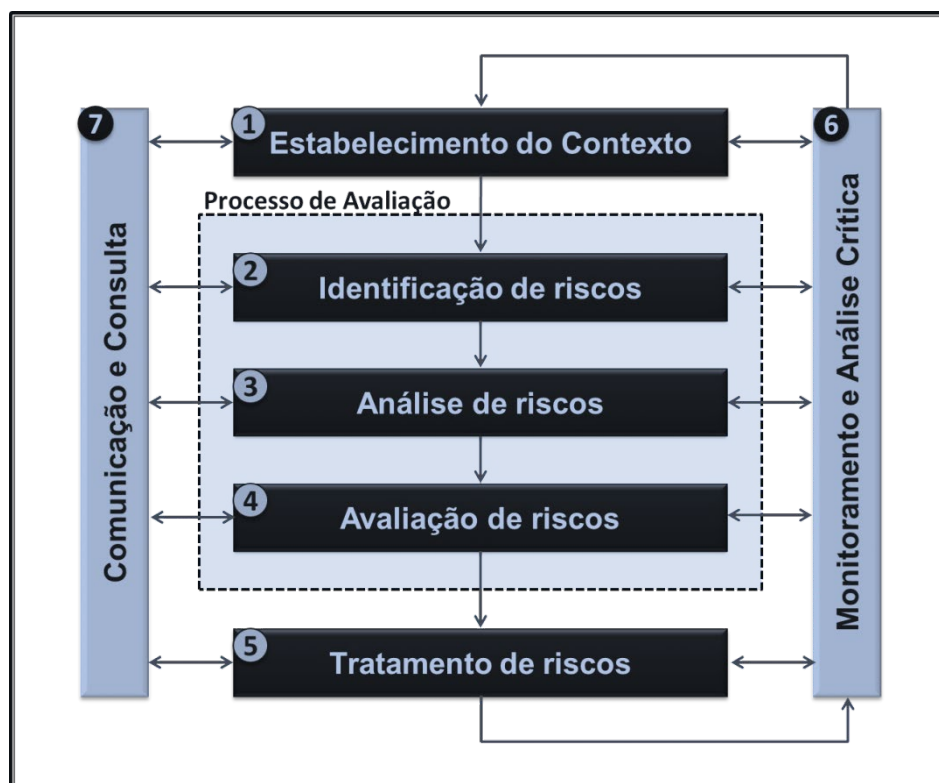 7
Comunicação e Consulta
1
Estabelecimento do Contexto
Processo de Avaliação
2
Identificação de riscos
3
Análise de riscos
4
Avaliação de riscos
5
Tratamento de riscos
6
Monitoramento e Análise Crítica